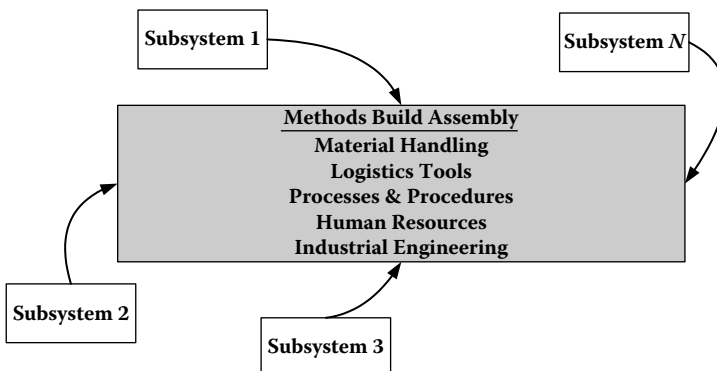 Subsystem 1
Subsystem N
Methods Build Assembly
Material Handling
Logistics Tools
Processes & Procedures
Human Resources
Industrial Engineering
Subsystem 2
Subsystem 3